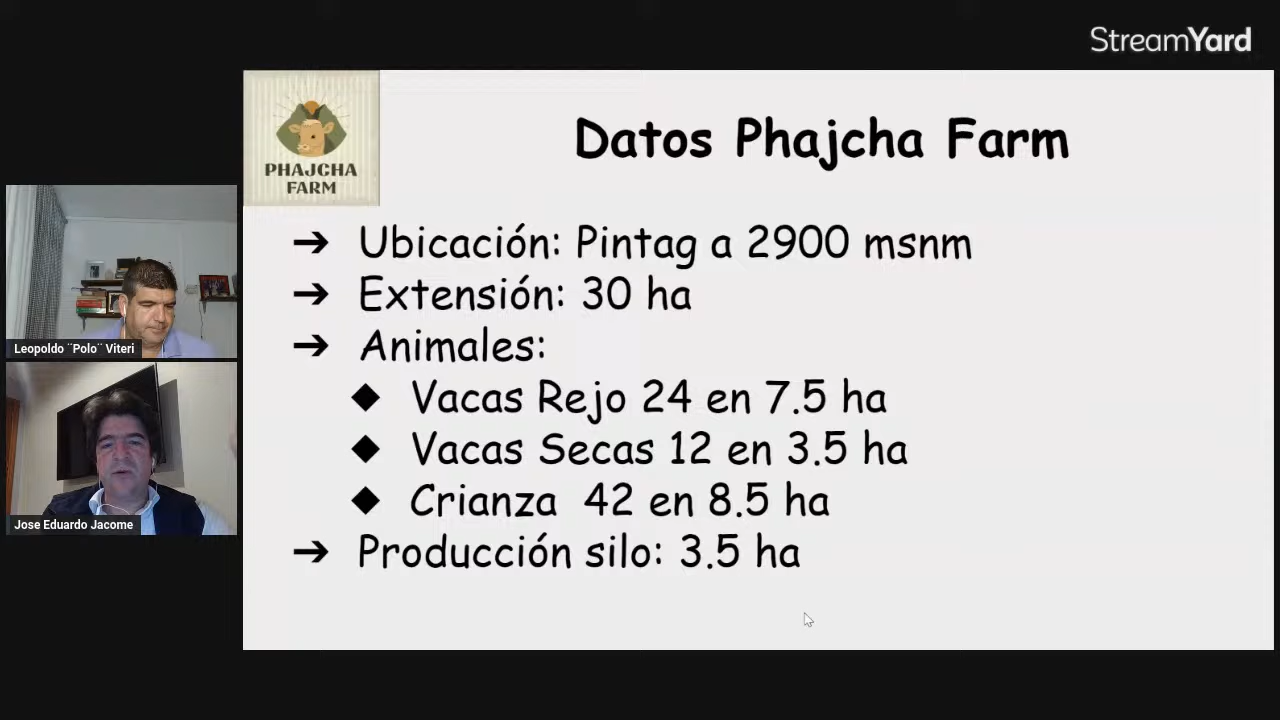 StreamYard
PHAJCHA
FARM
Datos Phajcha Farm
➔ Ubicación: Pintag a 2900 msnm
➔ Extensión: 30 ha
➔ Animales:
◆ Vacas Rejo 24 en 7.5 ha
◆ Vacas Secas 12 en 3.5 ha
◆ Crianza 42 en 8.5 ha
➔ Producción silo: 3.5 ha
Leopoldo ¨Polo¨ Viteri
Jose Eduardo Jacome